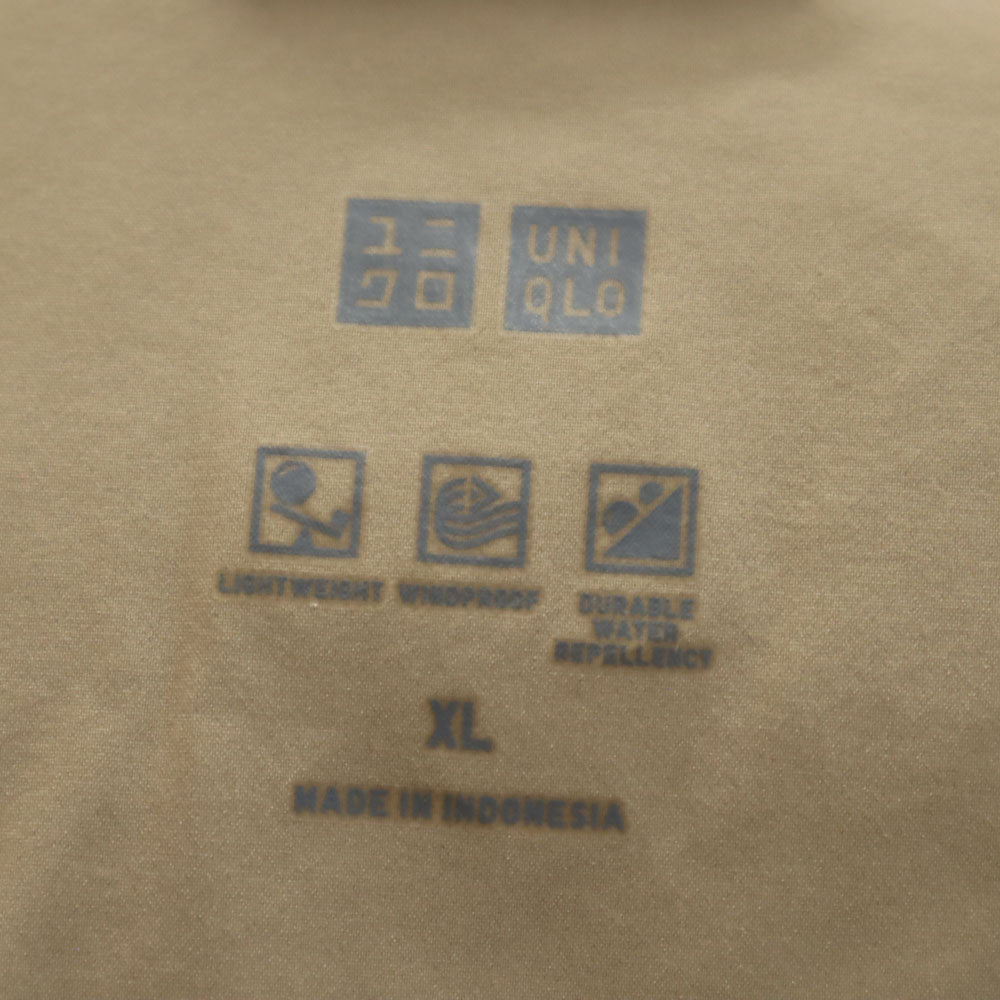 ユニ UNI
クロ QLO
LIGHTWEIGHT WINDPROOF DURABLE
WATER
REPELLENCY
XL
MADE IN INDONESIA